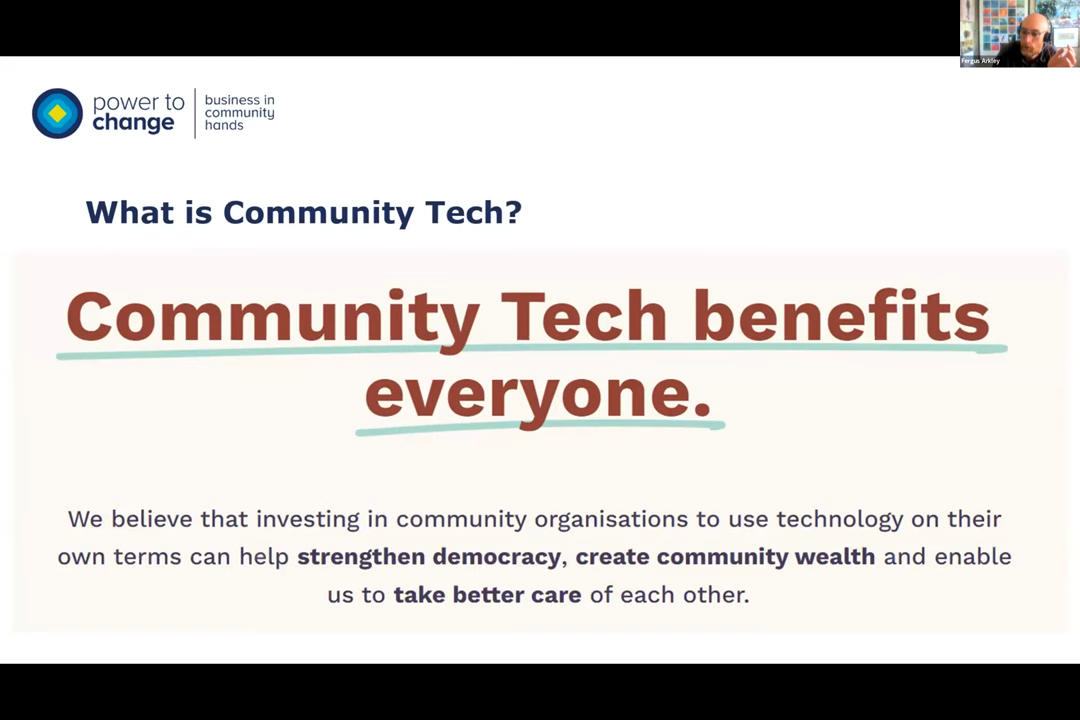 Fergus Arkley
power to
change
business in
community
hands
What is Community Tech?
Community Tech benefits
everyone.
We believe that investing in community organisations to use technology on their
own terms can help strengthen democracy, create community wealth and enable
us to take better care of each other.